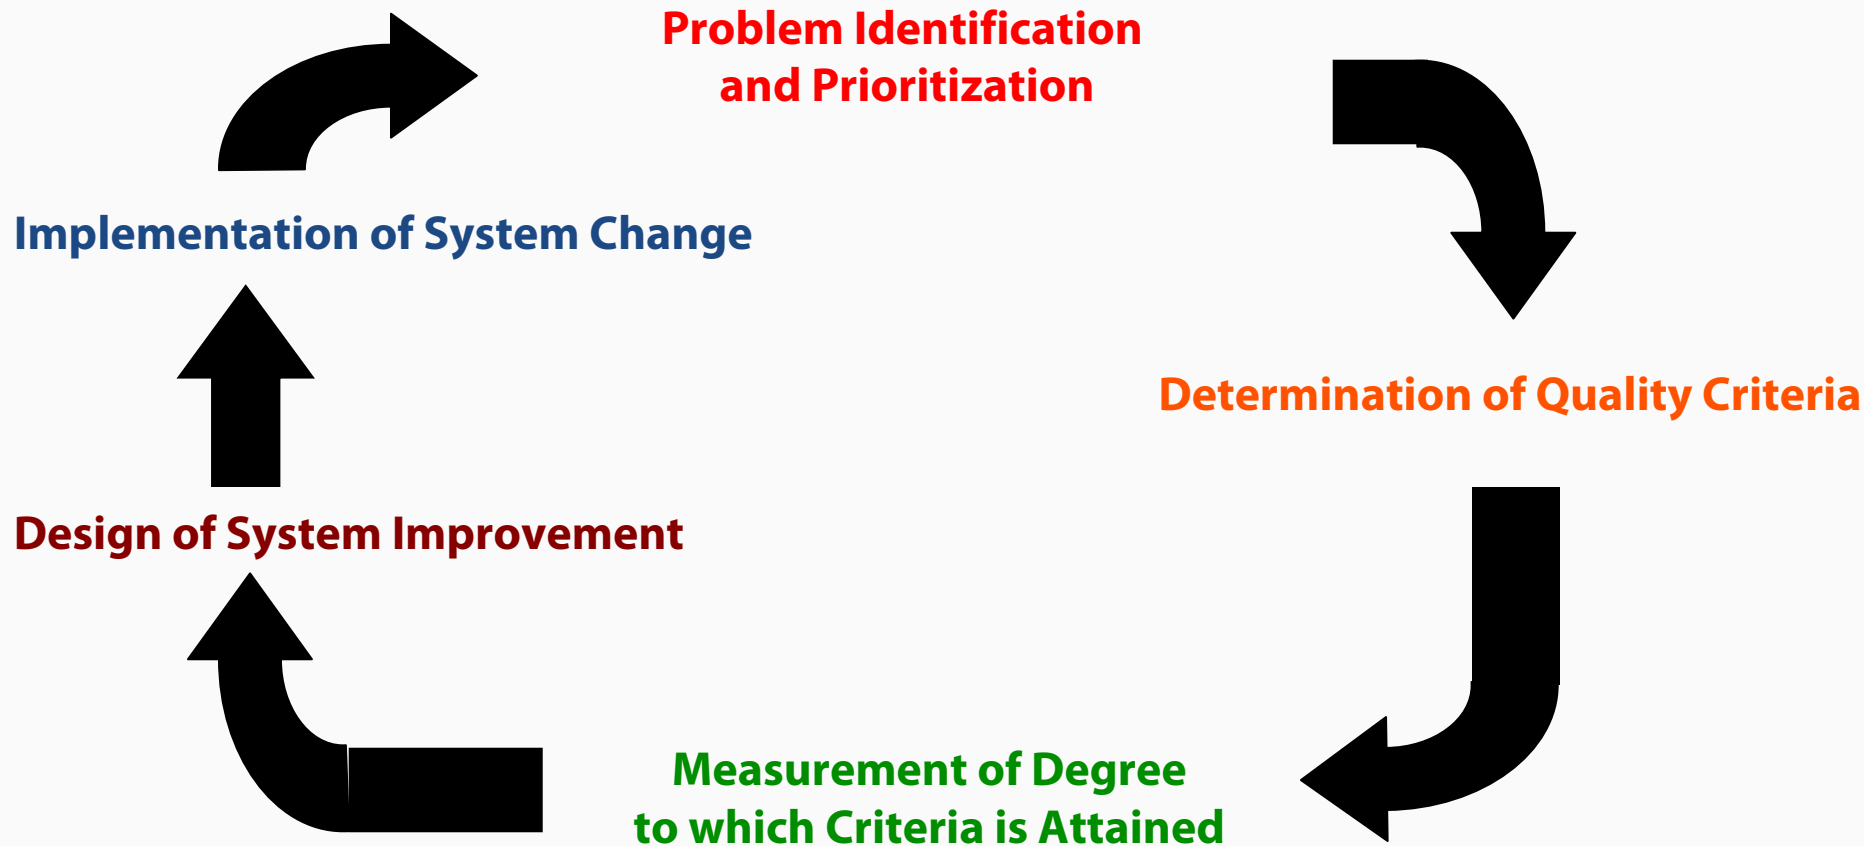 Problem Identification
and Prioritization
Implementation of System Change
Determination of Quality Criteria
Design of System Improvement
Measurement of Degree
to which Criteria is Attained